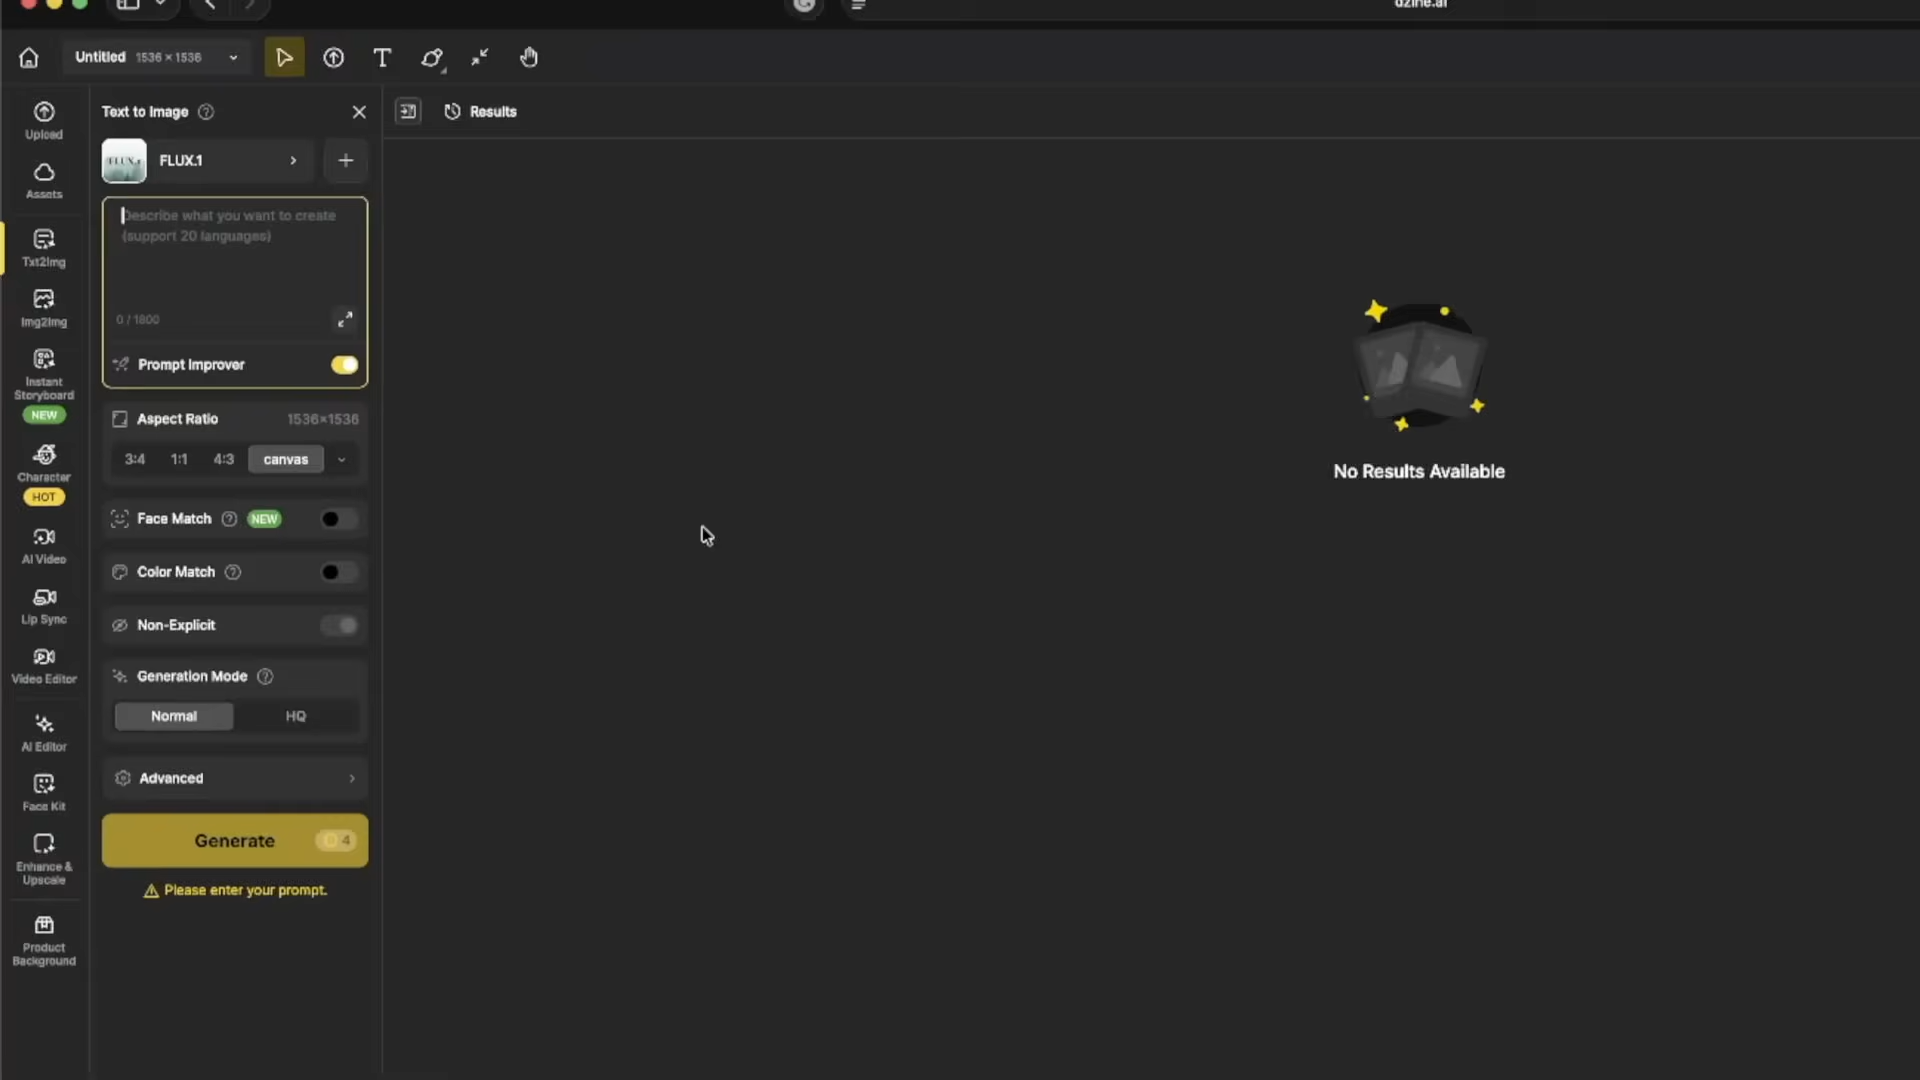 dzine.ai
Untitled 1536 × 1536
Upload
Assets
Txt2Img
Img2Img
Instant
Storyboard
NEW
Character
HOT
AI Video
Lip Sync
Video Editor
AI Editor
Face Kit
Enhance &
Upscale
Product
Background
Text to Image
FLUX.1
FLUX.1
Describe what you want to create
(support 20 languages)
0 / 1800
Prompt Improver
Aspect Ratio 1536×1536
3:4 1:1 4:3 canvas
Face Match NEW
Color Match
Non-Explicit
Generation Mode
Normal HQ
Advanced
Generate 4
Please enter your prompt.
Results
No Results Available